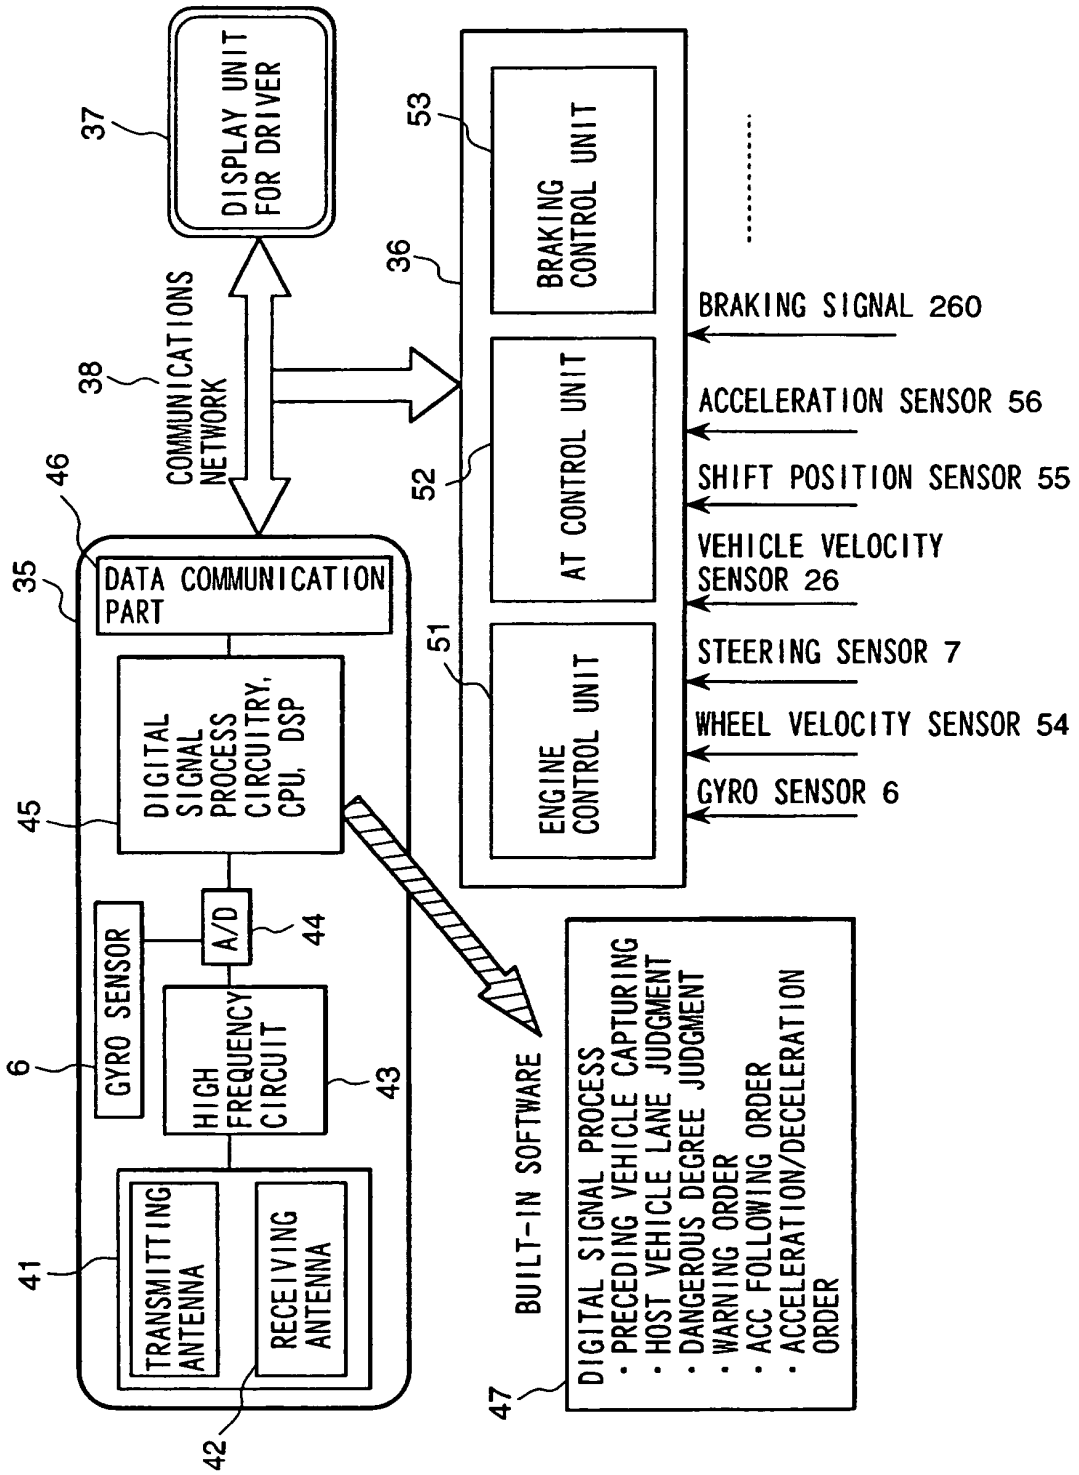 35
46
41
TRANSMITTING
ANTENNA
42
RECEIVING
ANTENNA
6
GYRO SENSOR
HIGH
FREQUENCY
CIRCUIT
43
A/D
44
45
DIGITAL
SIGNAL
PROCESS
CIRCUITRY,
CPU, DSP
DATA COMMUNICATION
PART
38
COMMUNICATIONS
NETWORK
37
DISPLAY UNIT
FOR DRIVER
BUILT-IN SOFTWARE
47
DIGITAL SIGNAL PROCESS
· PRECEDING VEHICLE CAPTURING
· HOST VEHICLE LANE JUDGMENT
· DANGEROUS DEGREE JUDGMENT
· WARNING ORDER
· ACC FOLLOWING ORDER
· ACCELERATION/DECELERATION
ORDER
36
51
ENGINE
CONTROL UNIT
52
AT CONTROL UNIT
53
BRAKING
CONTROL UNIT
GYRO SENSOR 6
WHEEL VELOCITY SENSOR 54
STEERING SENSOR 7
VEHICLE VELOCITY
SENSOR 26
SHIFT POSITION SENSOR 55
ACCELERATION SENSOR 56
BRAKING SIGNAL 260